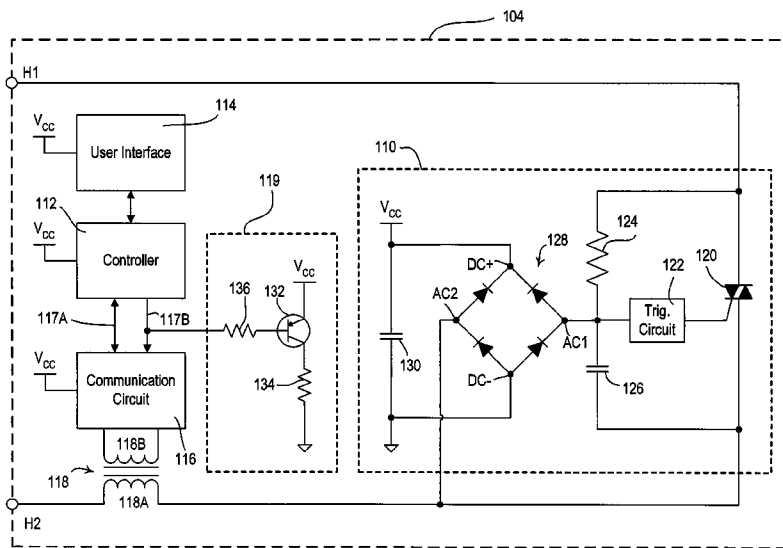 104
H1
VCC
114
User Interface
110
112
VCC
Controller
119
VCC
117A
117B
136
132
VCC
134
VCC
Communication
Circuit
116
118B
118
118A
H2
DC+
128
AC2
AC1
DC-
130
124
122
Trig.
Circuit
120
126